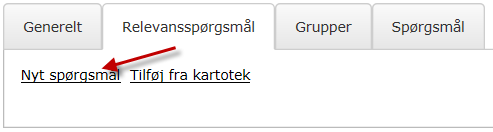 Generelt Relevansspørgsmål Grupper Spørgsmål
Nyt spørgsmål Tilføj fra kartotek